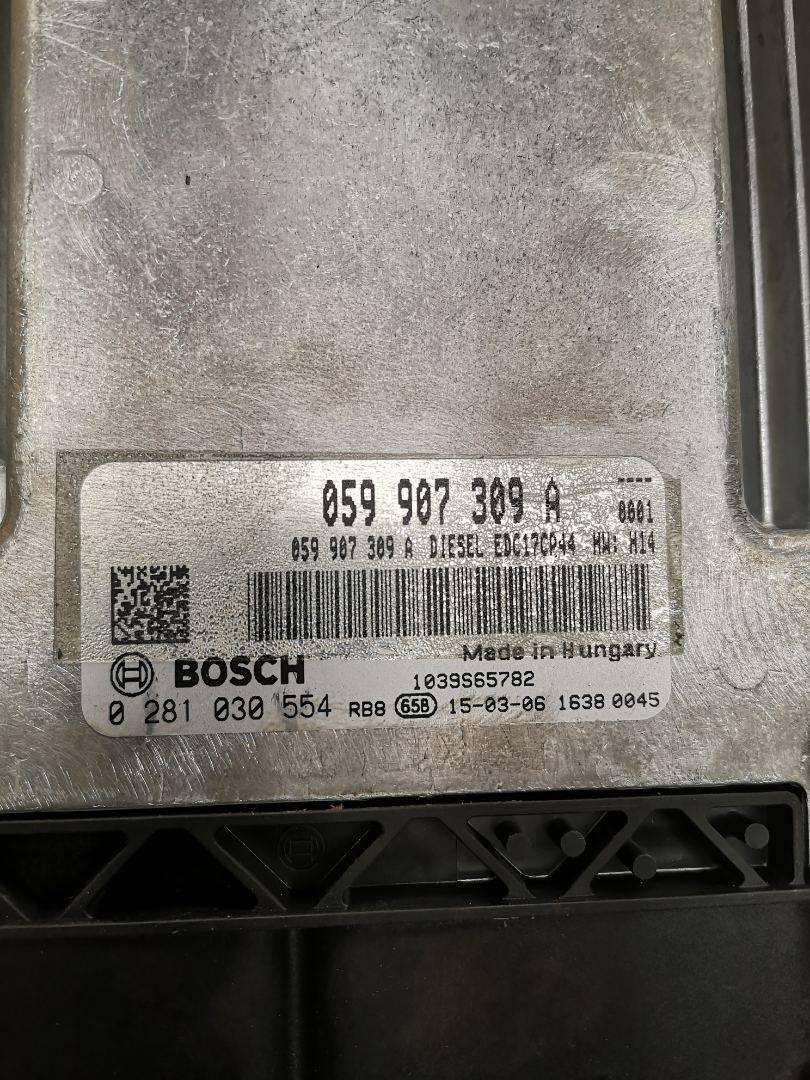 059 907 309 A
----
0001
059 907 309 A DIESEL EDC17CP44 HW: H14
Made in Hungary
BOSCH
1039S65782
0 281 030 554 RB8 65B 15-03-06 1638 0045